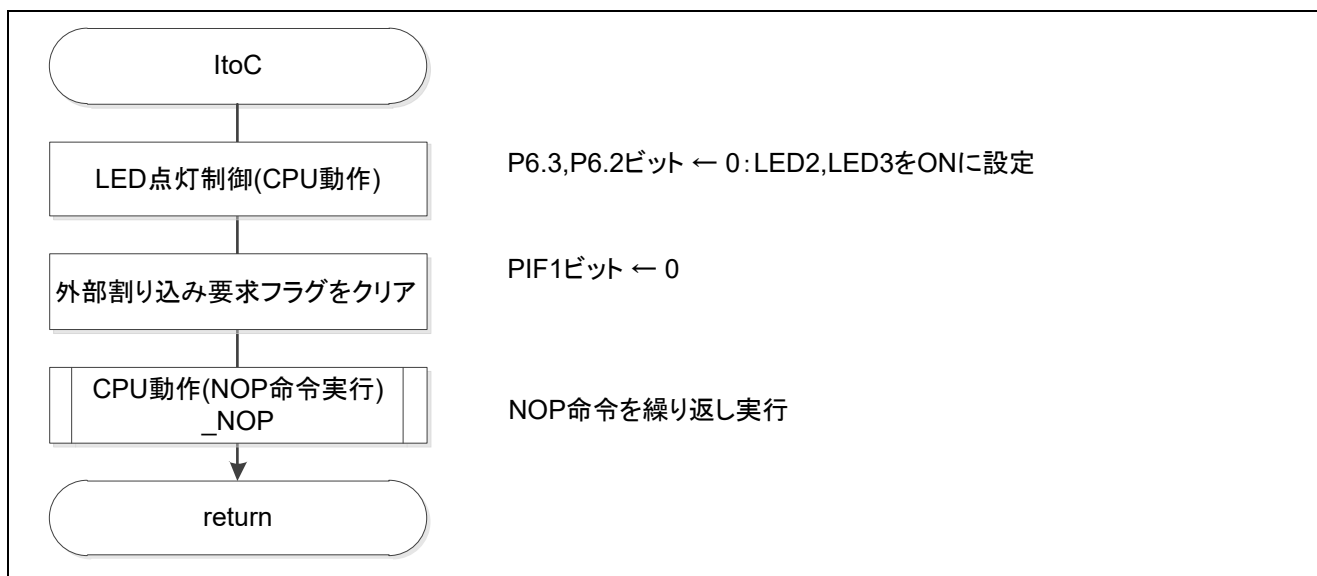 ItoC
LED点灯制御(CPU動作)
P6.3,P6.2ビット ← 0：LED2,LED3をONに設定
外部割り込み要求フラグをクリア
PIF1ビット ← 0
CPU動作(NOP命令実行)
_NOP
NOP命令を繰り返し実行
return